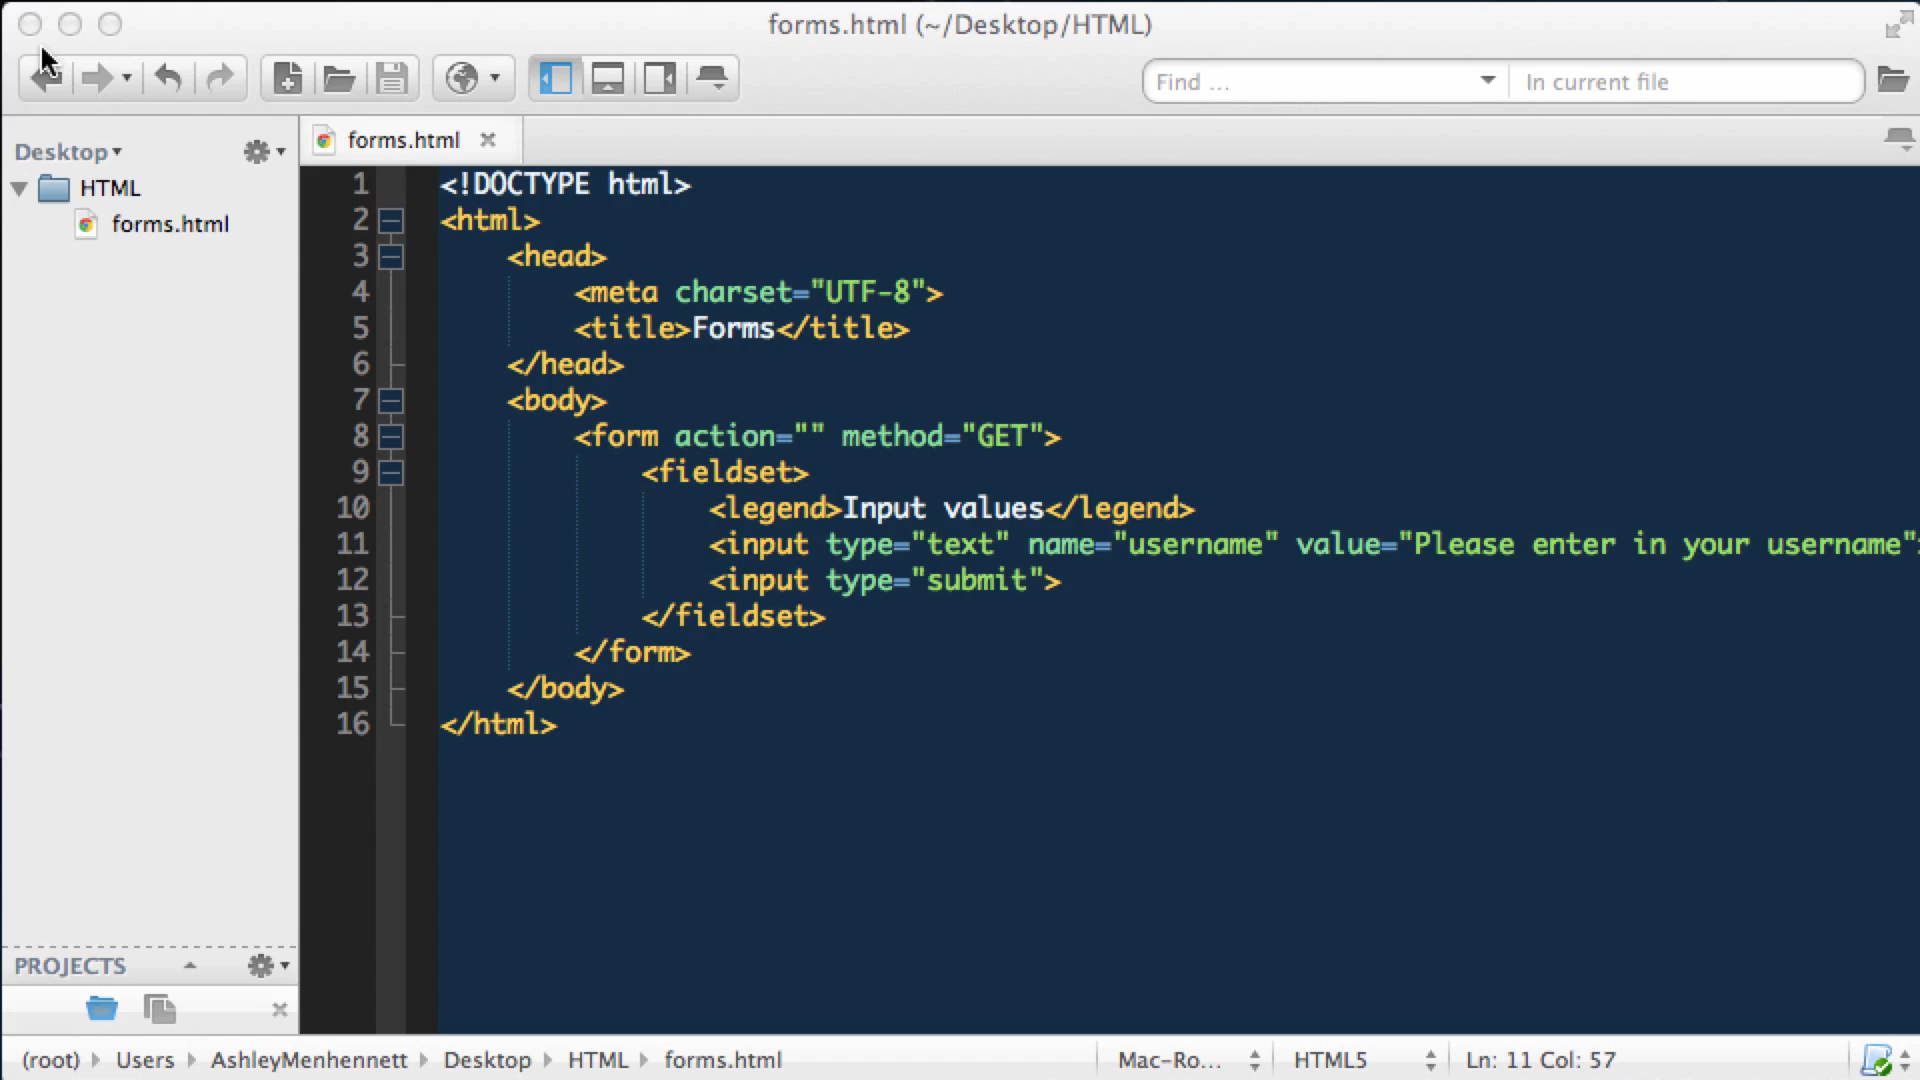 forms.html (~/Desktop/HTML)
Find ...
In current file
Desktop
HTML
forms.html
forms.html
1 <!DOCTYPE html>
2 <html>
3 <head>
4 <meta charset="UTF-8">
5 <title>Forms</title>
6 </head>
7 <body>
8 <form action="" method="GET">
9 <fieldset>
10 <legend>Input values</legend>
11 <input type="text" name="username" value="Please enter in your username">
12 <input type="submit">
13 </fieldset>
14 </form>
15 </body>
16 </html>
PROJECTS
(root) Users AshleyMenhennett Desktop HTML forms.html
Mac-Ro... HTML5 Ln: 11 Col: 57